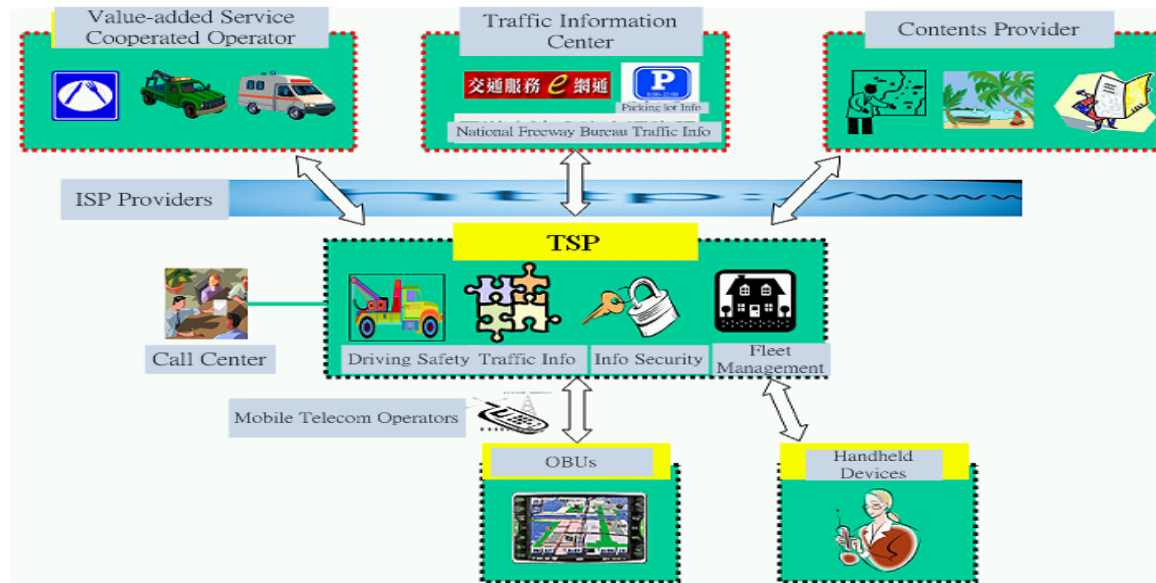 Value-added Service
Cooperated Operator
Traffic Information
Center
Contents Provider
交通服務e網通
P
Parking lot Info
National Freeway Bureau Traffic Info
ISP Providers
http:
TSP
Call Center
Driving Safety
Traffic Info
Info Security
Fleet
Management
Mobile Telecom Operators
OBUs
Handheld
Devices